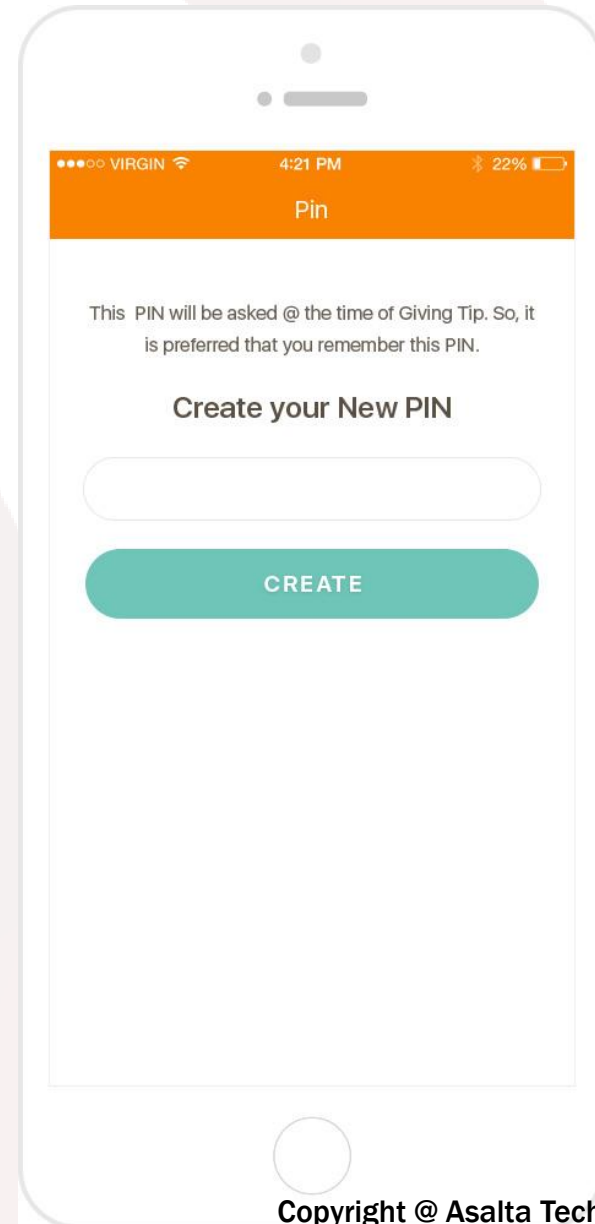 VIRGIN 4:21 PM 22%
Pin
This PIN will be asked @ the time of Giving Tip. So, it
is preferred that you remember this PIN.
Create your New PIN
CREATE
Copyright @ Asalta Tech